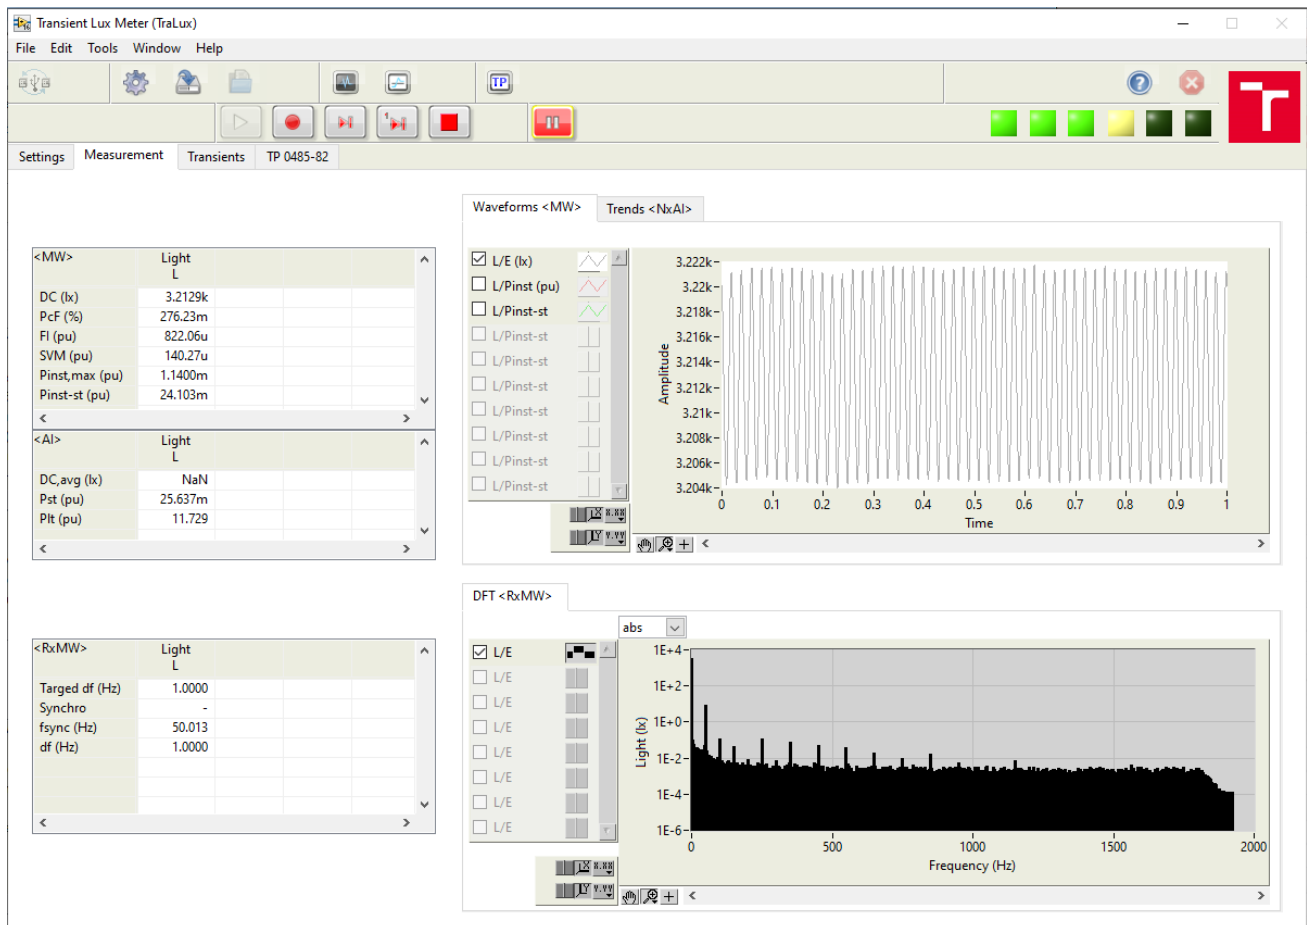 Transient Lux Meter (TraLux)
File Edit Tools Window Help
TP
1
Settings Measurement Transients TP 0485-82
Waveforms <MW> Trends <NxAI>
<MW> Light
L
DC (lx) 3.2129k
PcF (%) 276.23m
FI (pu) 822.06u
SVM (pu) 140.27u
Pinst,max (pu) 1.1400m
Pinst-st (pu) 24.103m
<AI> Light
L
DC,avg (lx) NaN
Pst (pu) 25.637m
Plt (pu) 11.729
L/E (lx)
L/Pinst (pu)
L/Pinst-st
L/Pinst-st
L/Pinst-st
L/Pinst-st
L/Pinst-st
L/Pinst-st
L/Pinst-st
L/Pinst-st
Amplitude
3.222k
3.22k
3.218k
3.216k
3.214k
3.212k
3.21k
3.208k
3.206k
3.204k
0 0.1 0.2 0.3 0.4 0.5 0.6 0.7 0.8 0.9 1
Time
DFT <RxMW>
abs
<RxMW> Light
L
Targed df (Hz) 1.0000
Synchro -
fsync (Hz) 50.013
df (Hz) 1.0000
L/E
L/E
L/E
L/E
L/E
L/E
L/E
L/E
Light (lx)
1E+4
1E+2
1E+0
1E-2
1E-4
1E-6
0 500 1000 1500 2000
Frequency (Hz)